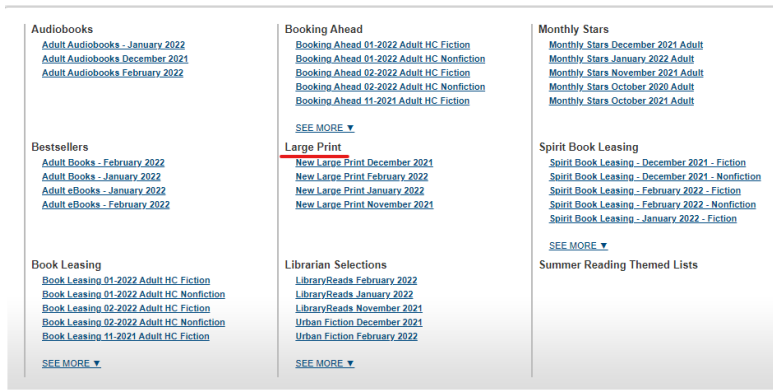 Audiobooks
Adult Audiobooks - January 2022
Adult Audiobooks December 2021
Adult Audiobooks February 2022
Booking Ahead
Booking Ahead 01-2022 Adult HC Fiction
Booking Ahead 01-2022 Adult HC Nonfiction
Booking Ahead 02-2022 Adult HC Fiction
Booking Ahead 02-2022 Adult HC Nonfiction
Booking Ahead 11-2021 Adult HC Fiction
SEE MORE ▼
Monthly Stars
Monthly Stars December 2021 Adult
Monthly Stars January 2022 Adult
Monthly Stars November 2021 Adult
Monthly Stars October 2020 Adult
Monthly Stars October 2021 Adult
Bestsellers
Adult Books - February 2022
Adult Books - January 2022
Adult eBooks - January 2022
Adult eBooks - February 2022
Large Print
New Large Print December 2021
New Large Print February 2022
New Large Print January 2022
New Large Print November 2021
Spirit Book Leasing
Spirit Book Leasing - December 2021 - Fiction
Spirit Book Leasing - December 2021 - Nonfiction
Spirit Book Leasing - February 2022 - Fiction
Spirit Book Leasing - February 2022 - Nonfiction
Spirit Book Leasing - January 2022 - Fiction
SEE MORE ▼
Book Leasing
Book Leasing 01-2022 Adult HC Fiction
Book Leasing 01-2022 Adult HC Nonfiction
Book Leasing 02-2022 Adult HC Fiction
Book Leasing 02-2022 Adult HC Nonfiction
Book Leasing 11-2021 Adult HC Fiction
SEE MORE ▼
Librarian Selections
LibraryReads February 2022
LibraryReads January 2022
LibraryReads November 2021
Urban Fiction December 2021
Urban Fiction February 2022
SEE MORE ▼
Summer Reading Themed Lists